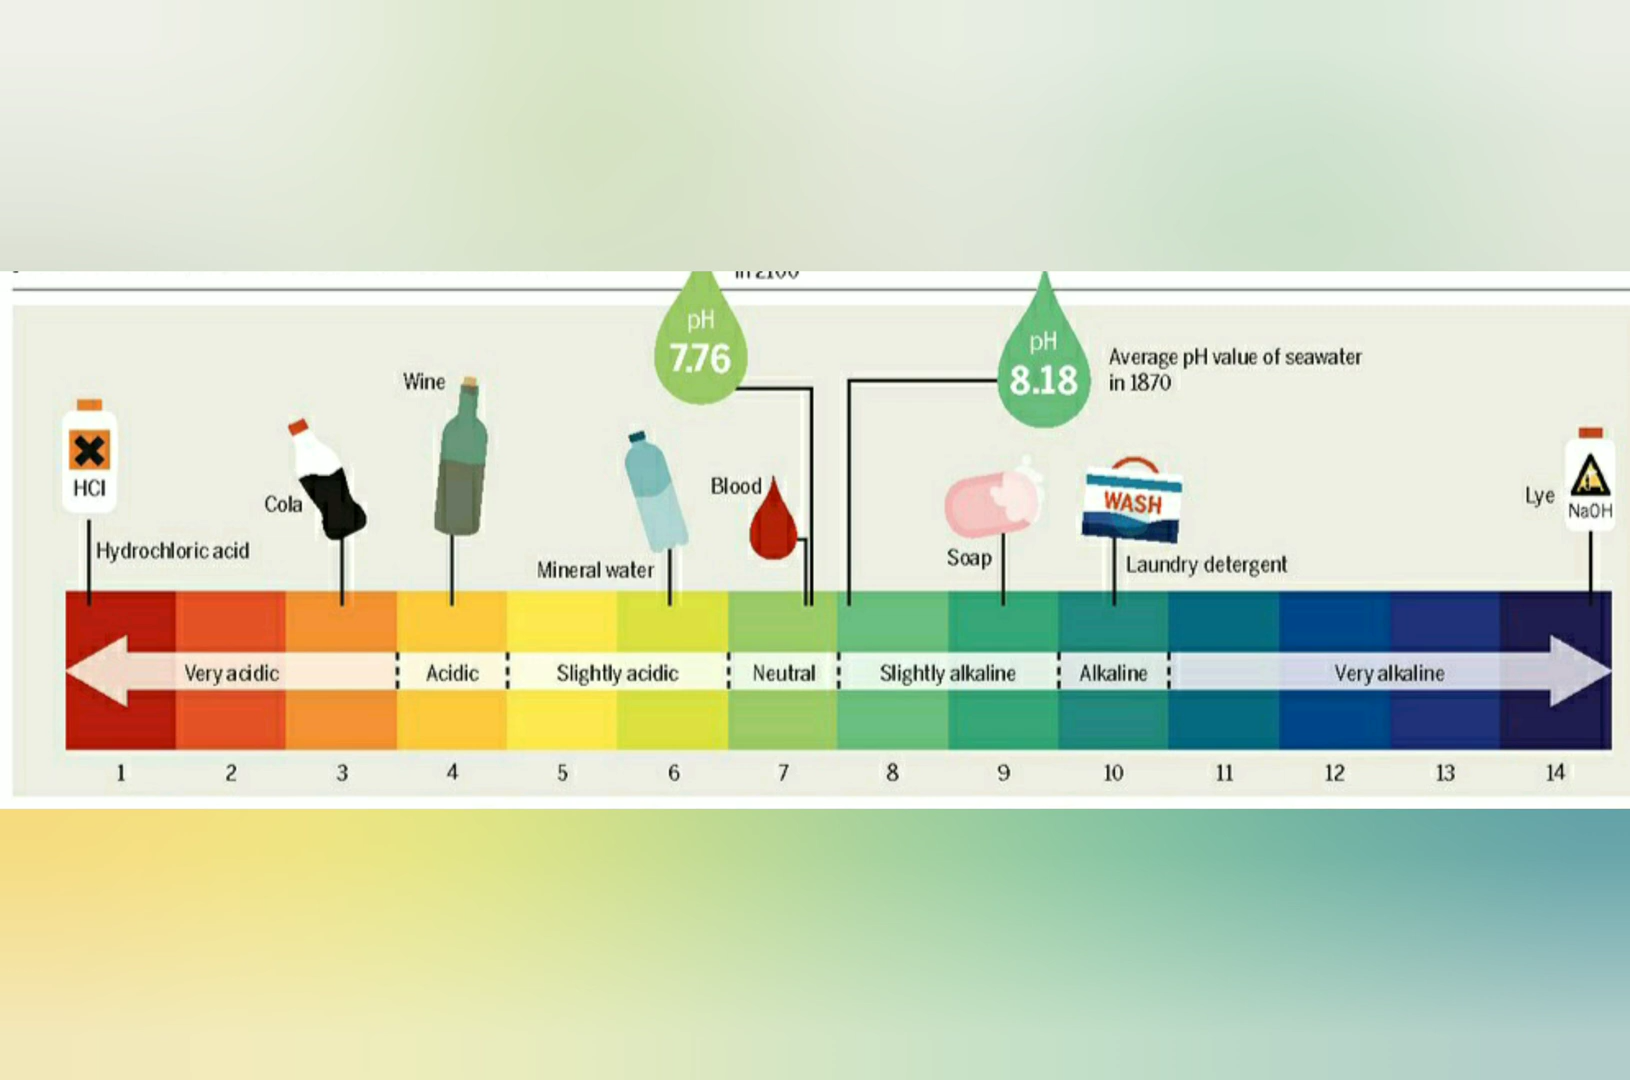 in 2100
pH
7.76
pH
8.18
Average pH value of seawater
in 1870
Wine
HCl
Cola
Blood
WASH
Lye
NaOH
Hydrochloric acid
Mineral water
Soap
Laundry detergent
Very acidic
Acidic
Slightly acidic
Neutral
Slightly alkaline
Alkaline
Very alkaline
1 2 3 4 5 6 7 8 9 10 11 12 13 14